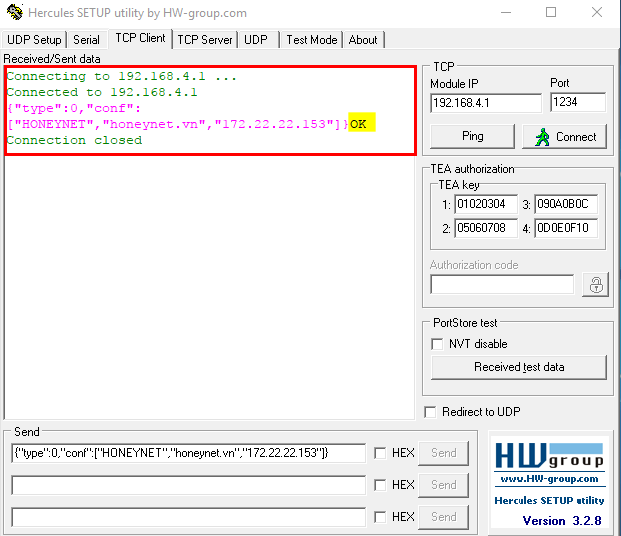 Hercules SETUP utility by HW-group.com
UDP Setup Serial TCP Client TCP Server UDP Test Mode About
Received/Sent data
Connecting to 192.168.4.1 ...
Connected to 192.168.4.1
{"type":0,"conf":
["HONEYNET","honeynet.vn","172.22.22.153"]}OK
Connection closed
TCP
Module IP Port
192.168.4.1 1234
Ping Connect
TEA authorization
TEA key
1: 01020304 3: 090A0B0C
2: 05060708 4: 0D0E0F10
Authorization code
PortStore test
NVT disable
Received test data
Redirect to UDP
Send
{"type":0,"conf":["HONEYNET","honeynet.vn","172.22.22.153"]} HEX Send
HEX Send
HEX Send
HWgroup
www.HW-group.com
Hercules SETUP utility
Version 3.2.8